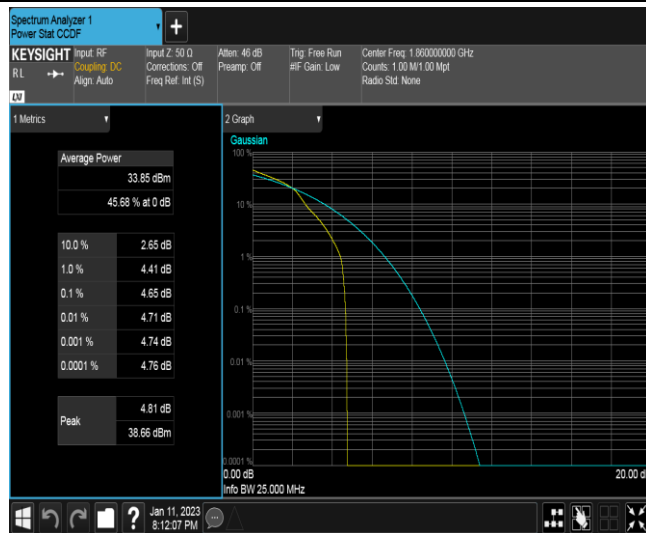 Spectrum Analyzer 1
Power Stat CCDF
KEYSIGHT
RL
Input: RF
Coupling: DC
Align: Auto
Input Z: 50 Ω
Corrections: Off
Freq Ref: Int (S)
Atten: 46 dB
Preamp: Off
Trig: Free Run
#IF Gain: Low
Center Freq: 1.860000000 GHz
Counts: 1.00 M/1.00 Mpt
Radio Std: None
1 Metrics
Average Power
33.85 dBm
45.68 % at 0 dB
10.0 % 2.65 dB
1.0 % 4.41 dB
0.1 % 4.65 dB
0.01 % 4.71 dB
0.001 % 4.74 dB
0.0001 % 4.76 dB
Peak
4.81 dB
38.66 dBm
2 Graph
Gaussian
100 %
10 %
1 %
0.1 %
0.01 %
0.001 %
0.0001 %
0.00 dB
20.00 d
Info BW 25.000 MHz
?
Jan 11, 2023
8:12:07 PM